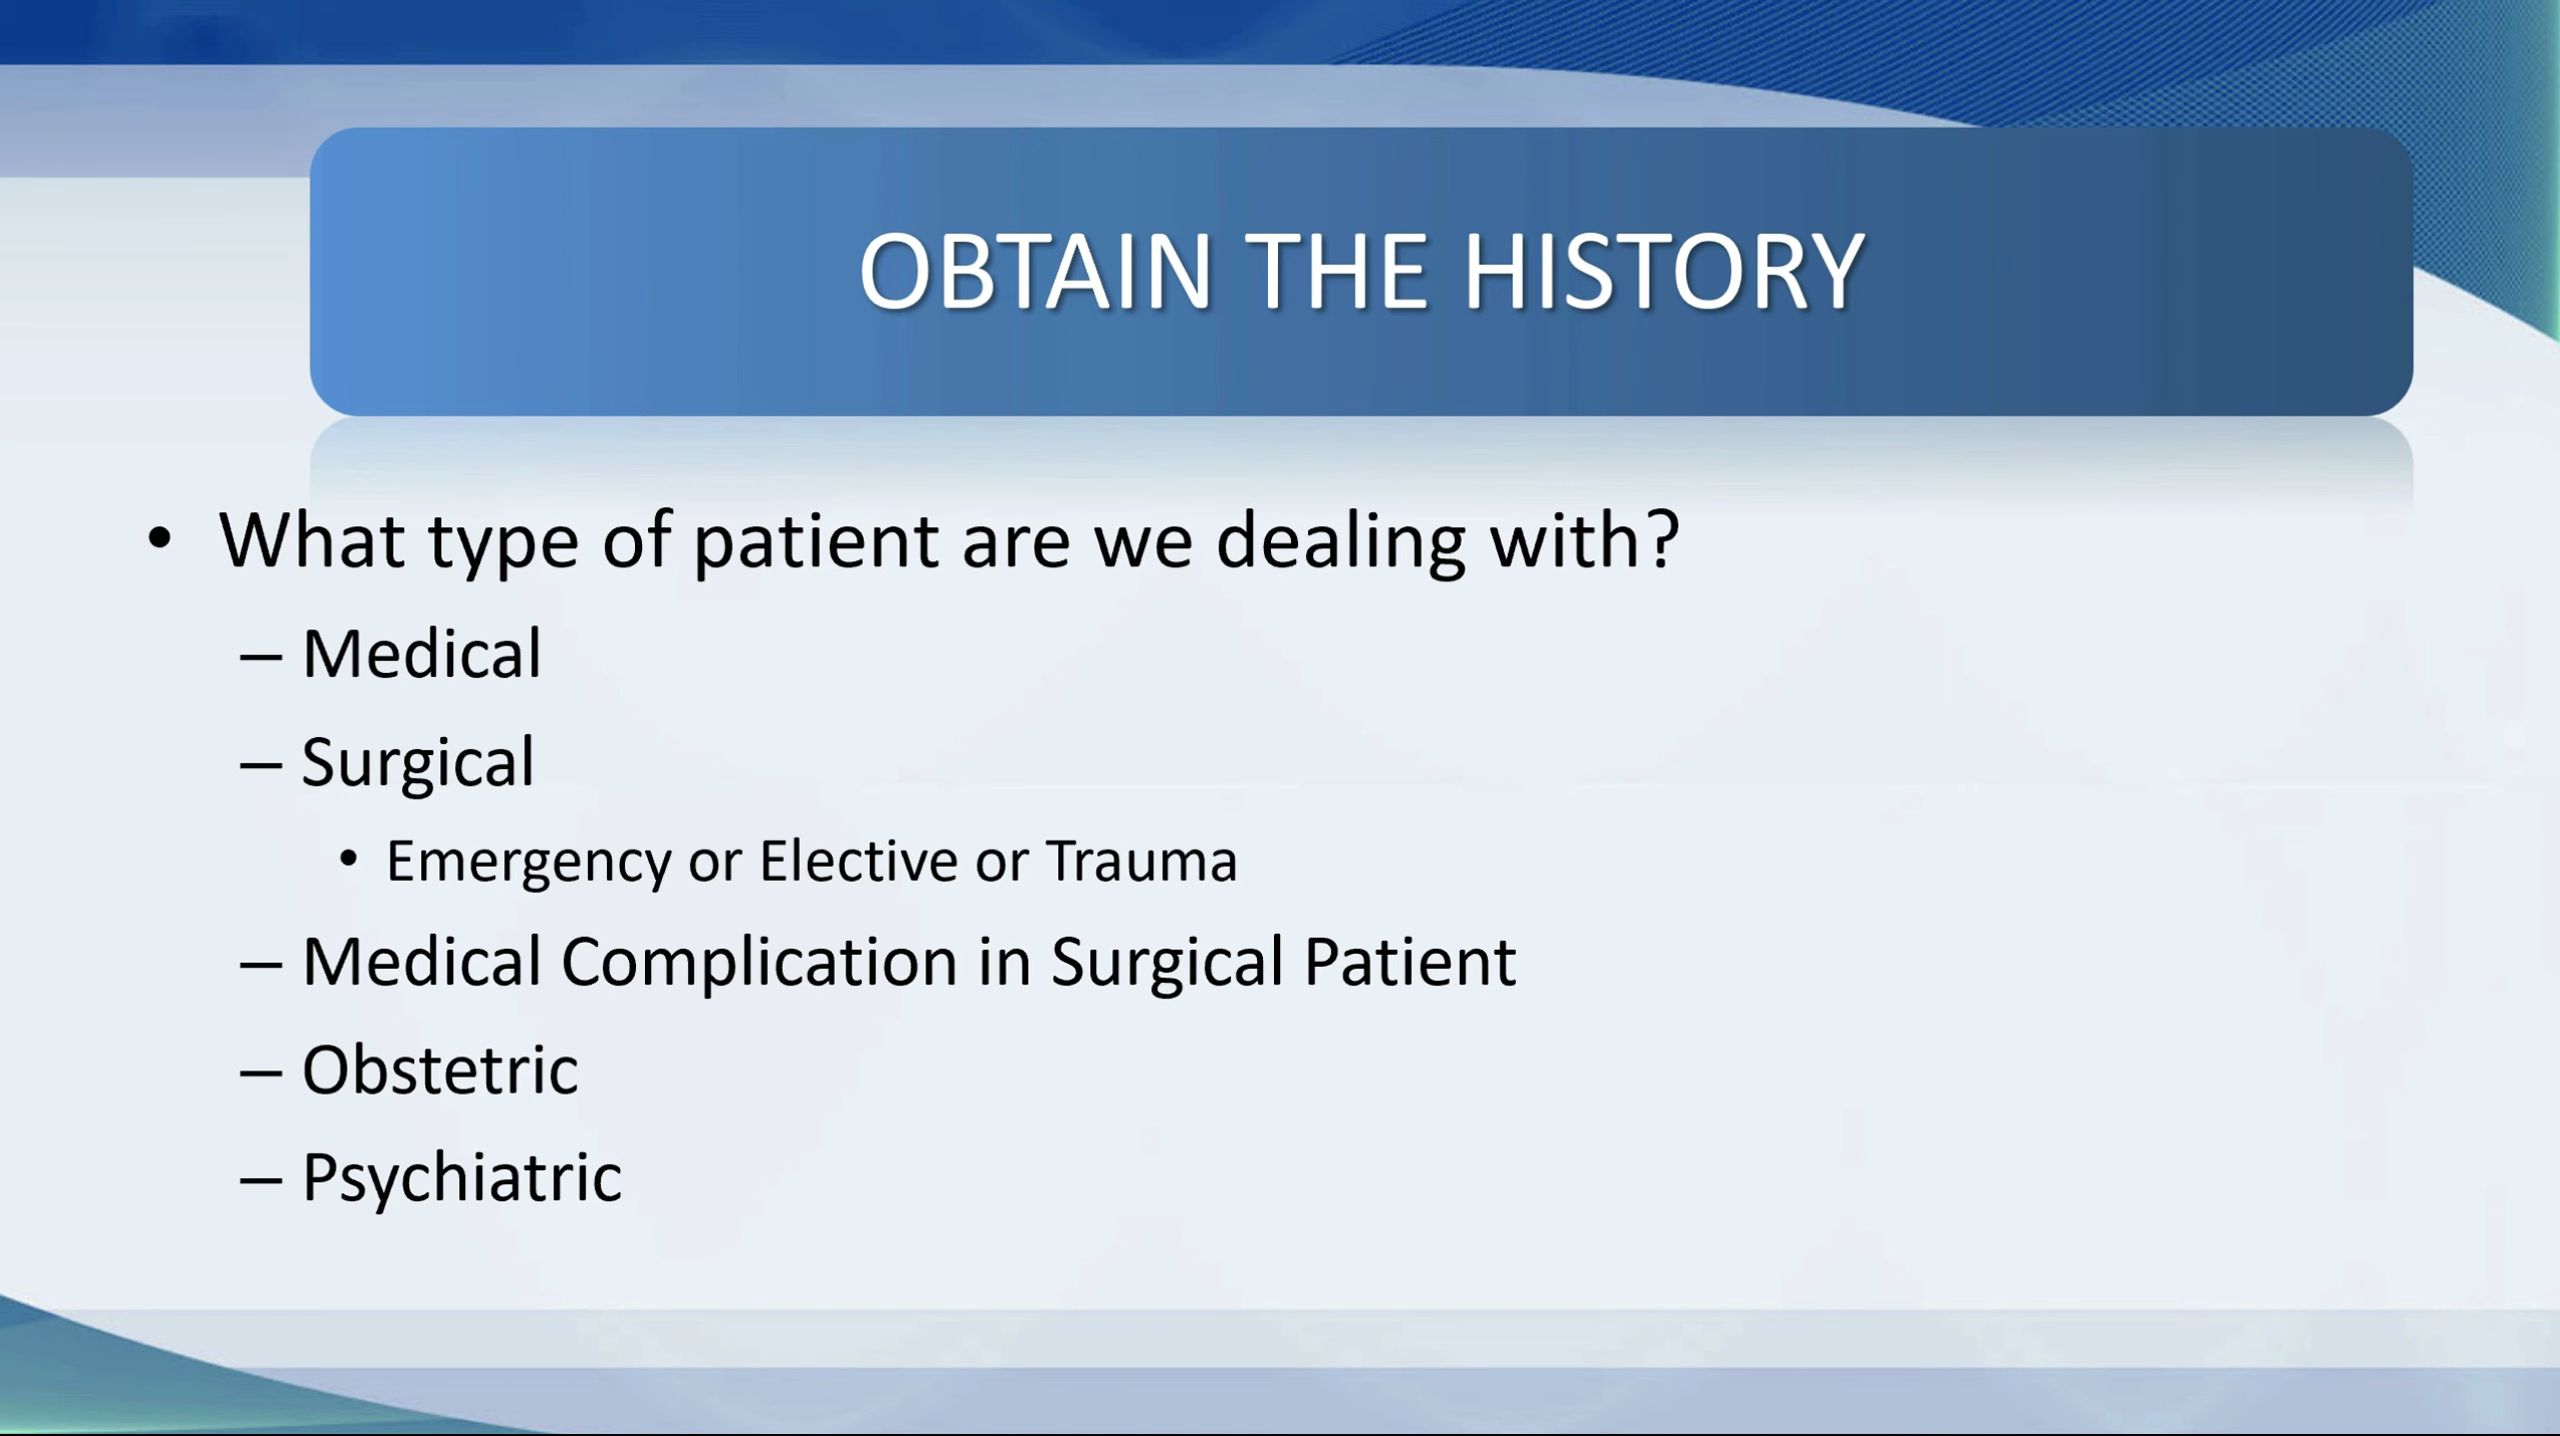 OBTAIN THE HISTORY
• What type of patient are we dealing with?
– Medical
– Surgical
• Emergency or Elective or Trauma
– Medical Complication in Surgical Patient
– Obstetric
– Psychiatric